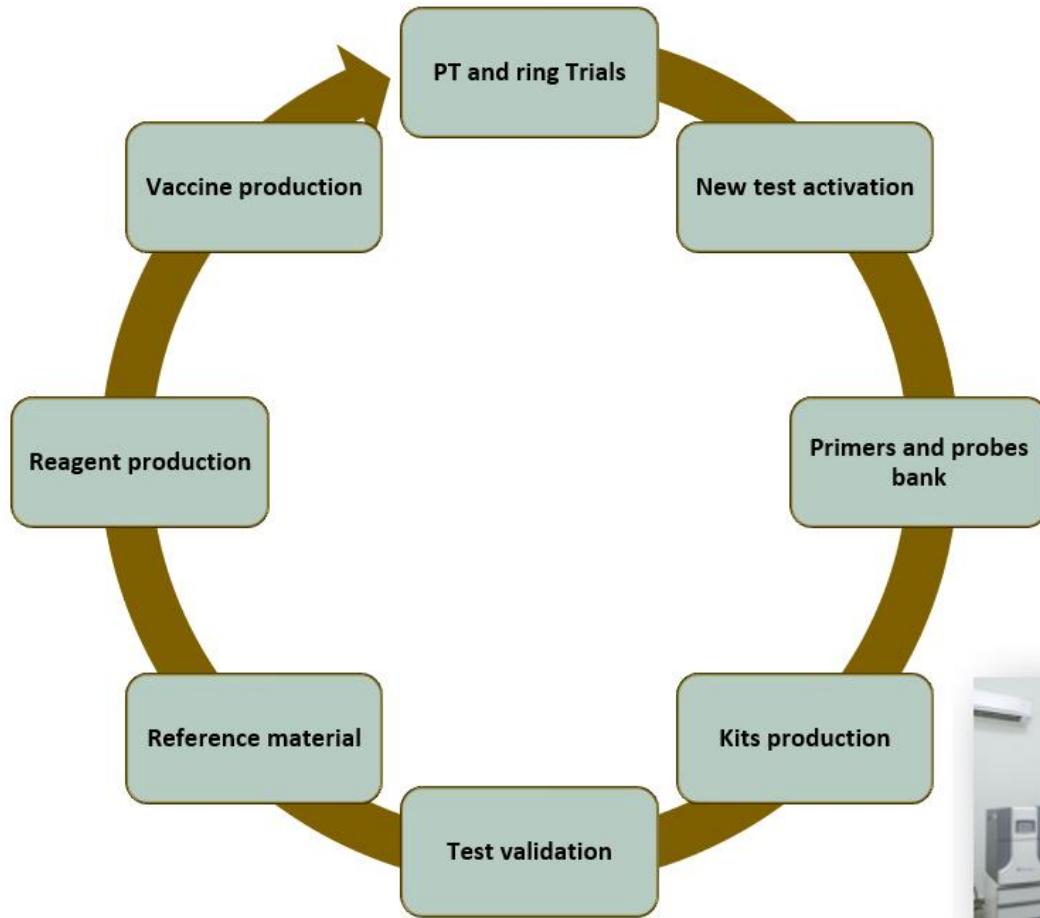 PT and ring Trials
New test activation
Primers and probes
bank
Kits production
Test validation
Reference material
Reagent production
Vaccine production